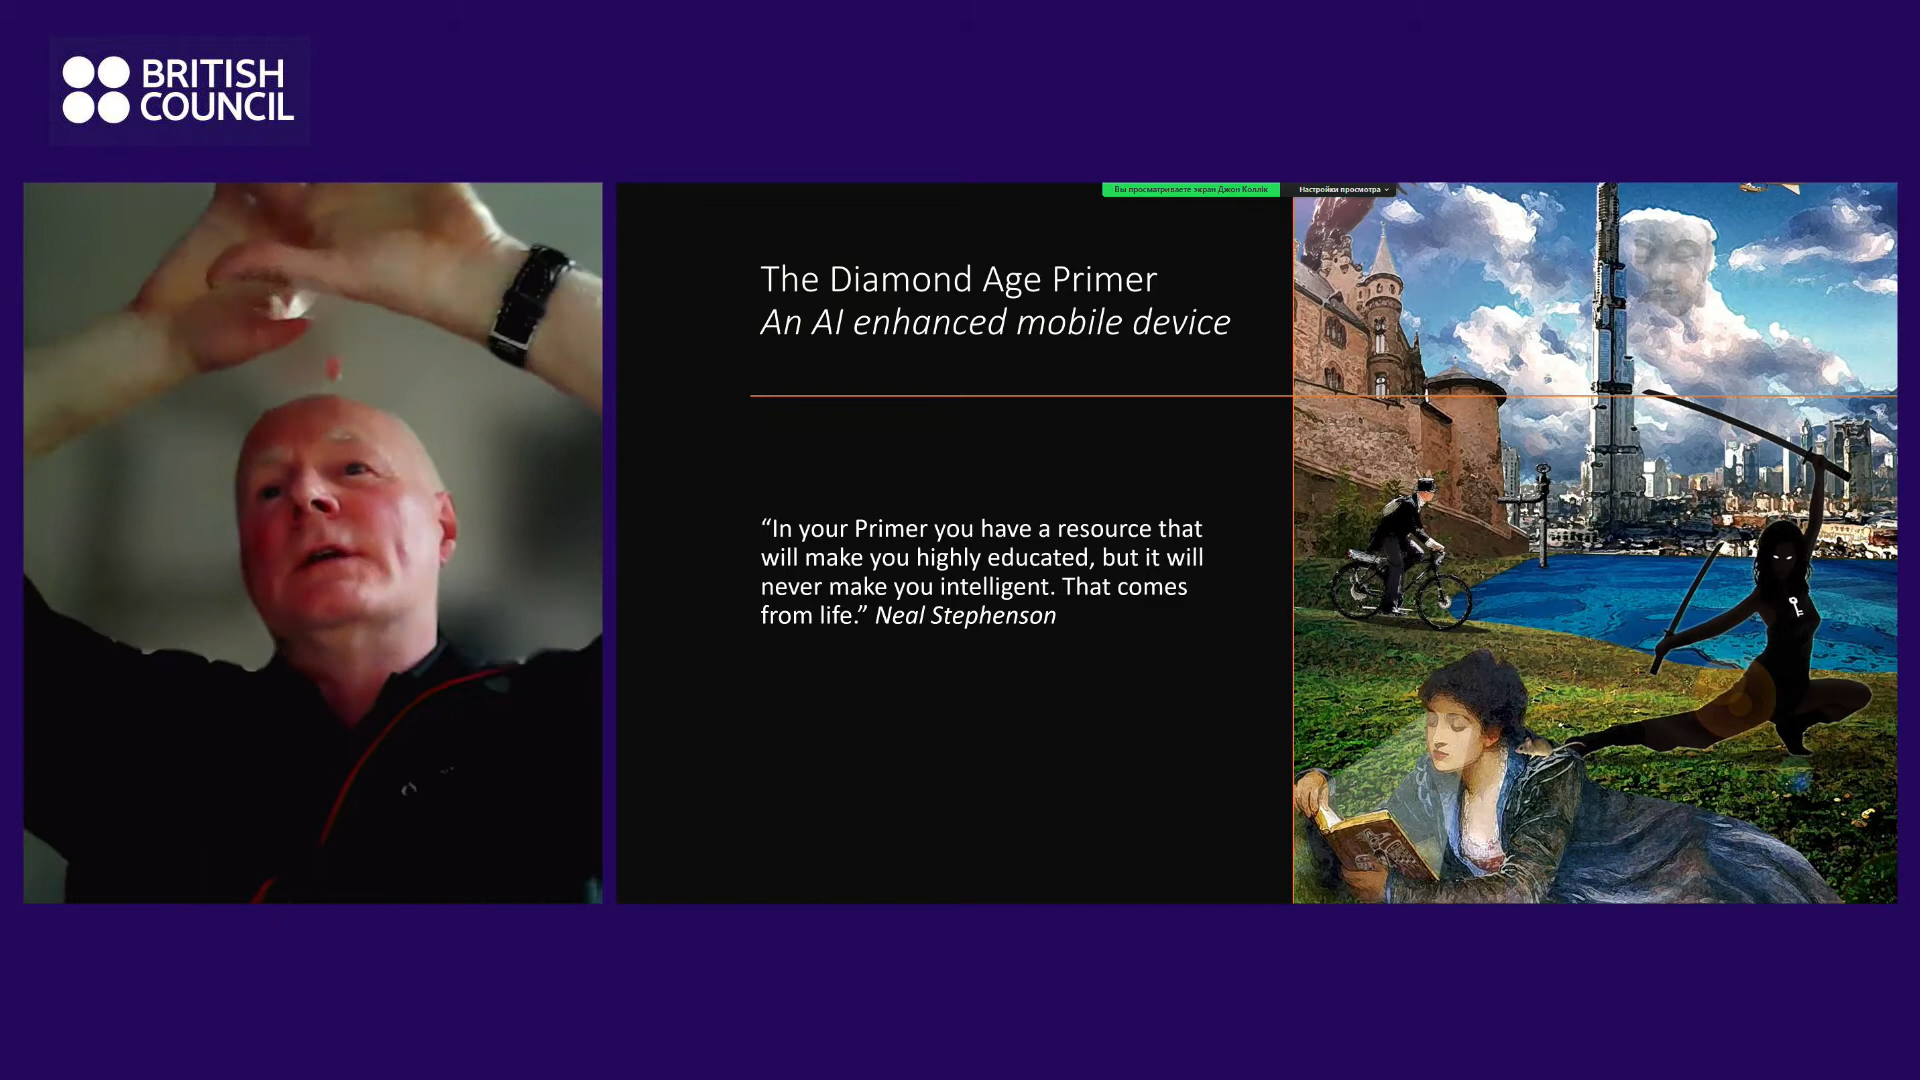 BRITISH
COUNCIL
Вы просматриваете экран Джон Коллік
Настройки просмотра
The Diamond Age Primer
An AI enhanced mobile device
“In your Primer you have a resource that
will make you highly educated, but it will
never make you intelligent. That comes
from life.” Neal Stephenson